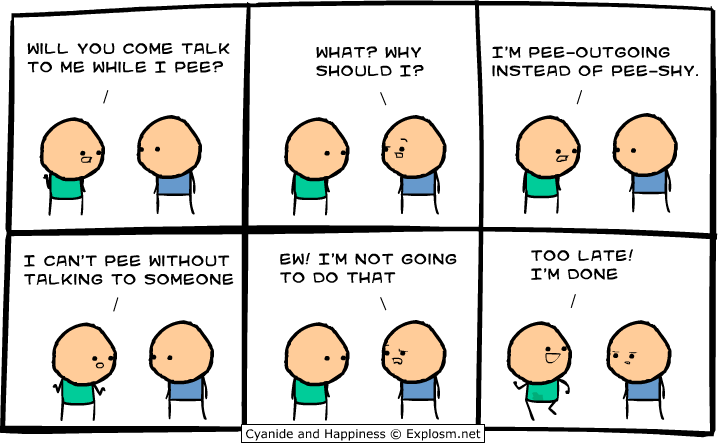 WILL YOU COME TALK
TO ME WHILE I PEE?
WHAT? WHY
SHOULD I?
I'M PEE-OUTGOING
INSTEAD OF PEE-SHY.
I CAN'T PEE WITHOUT
TALKING TO SOMEONE
EW! I'M NOT GOING
TO DO THAT
TOO LATE!
I'M DONE
Cyanide and Happiness © Explosm.net